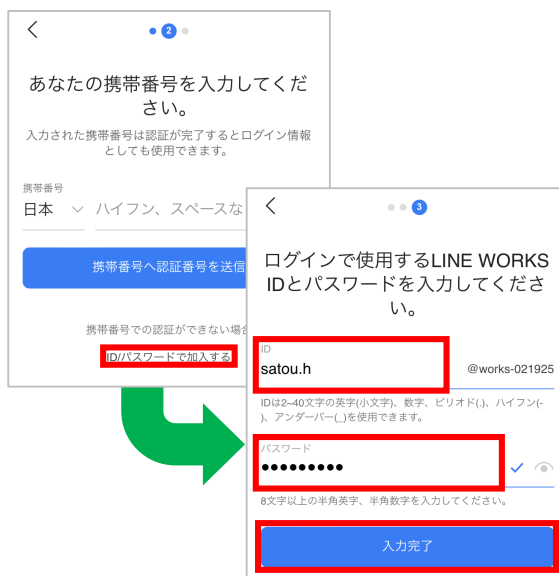 2
あなたの携帯番号を入力してくだ
さい。
入力された携帯番号は認証が完了するとログイン情報
としても使用できます。
携帯番号
日本 ハイフン、スペースな
携帯番号へ認証番号を送信
携帯番号での認証ができない場合
ID/パスワードで加入する
3
ログインで使用するLINE WORKS
IDとパスワードを入力してくださ
い。
ID
satou.h @works-021925
IDは2~40文字の英字(小文字)、数字、ピリオド(.)、ハイフン(-
)、アンダーバー(_)を使用できます。
パスワード
●●●●●●●●●
8文字以上の半角英字、半角数字を入力してください。
入力完了